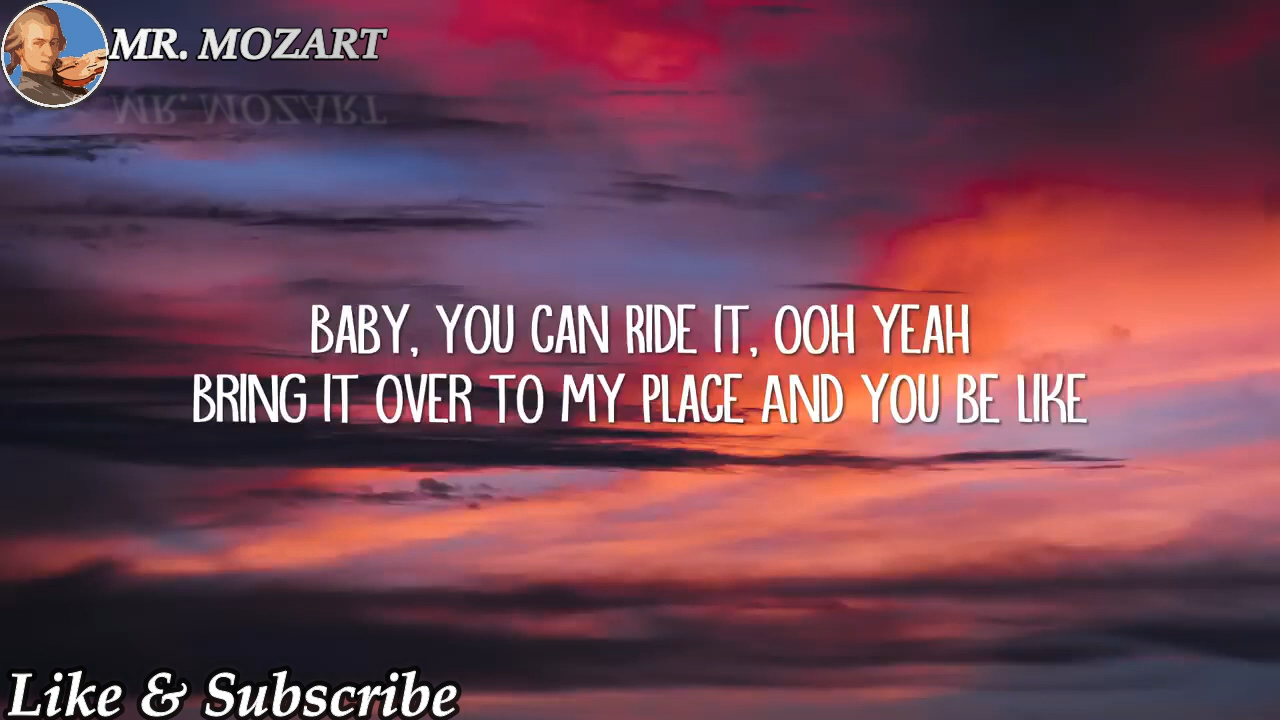 MR. MOZART
BABY, YOU CAN RIDE IT, OOH YEAH
BRING IT OVER TO MY PLACE AND YOU BE LIKE
Like & Subscribe